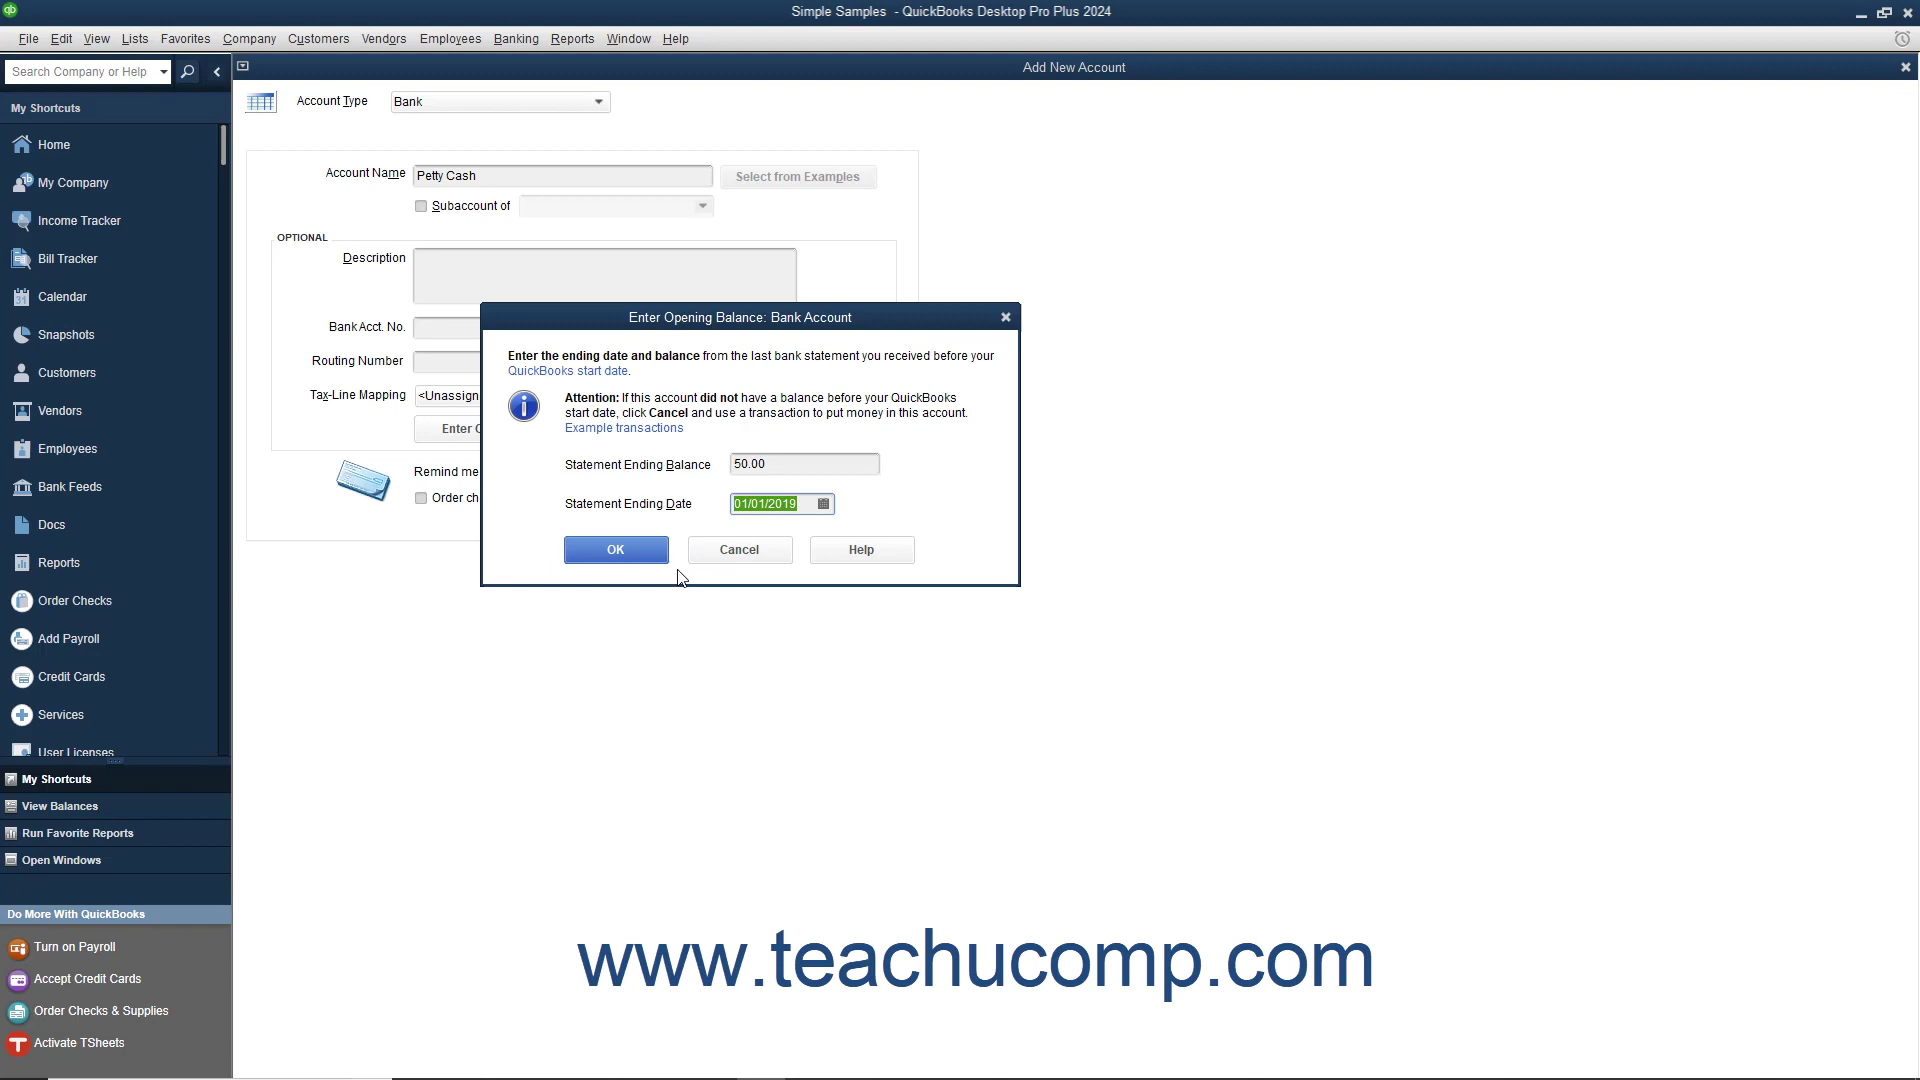 Simple Samples - QuickBooks Desktop Pro Plus 2024
File Edit View Lists Favorites Company Customers Vendors Employees Banking Reports Window Help
Search Company or Help
Add New Account
My Shortcuts
Home
My Company
Income Tracker
Bill Tracker
Calendar
Snapshots
Customers
Vendors
Employees
Bank Feeds
Docs
Reports
Order Checks
Add Payroll
Credit Cards
Services
User Licenses
My Shortcuts
View Balances
Run Favorite Reports
Open Windows
Do More With QuickBooks
Turn on Payroll
Accept Credit Cards
Order Checks & Supplies
Activate TSheets
Account Type Bank
Account Name Petty Cash Select from Examples
Subaccount of
OPTIONAL
Description
Bank Acct. No.
Routing Number
Tax-Line Mapping <Unassign
Enter O
Remind me
Order ch
Enter Opening Balance: Bank Account
Enter the ending date and balance from the last bank statement you received before your
QuickBooks start date.
Attention: If this account did not have a balance before your QuickBooks
start date, click Cancel and use a transaction to put money in this account.
Example transactions
Statement Ending Balance 50.00
Statement Ending Date 01/01/2019
OK Cancel Help
www.teachucomp.com